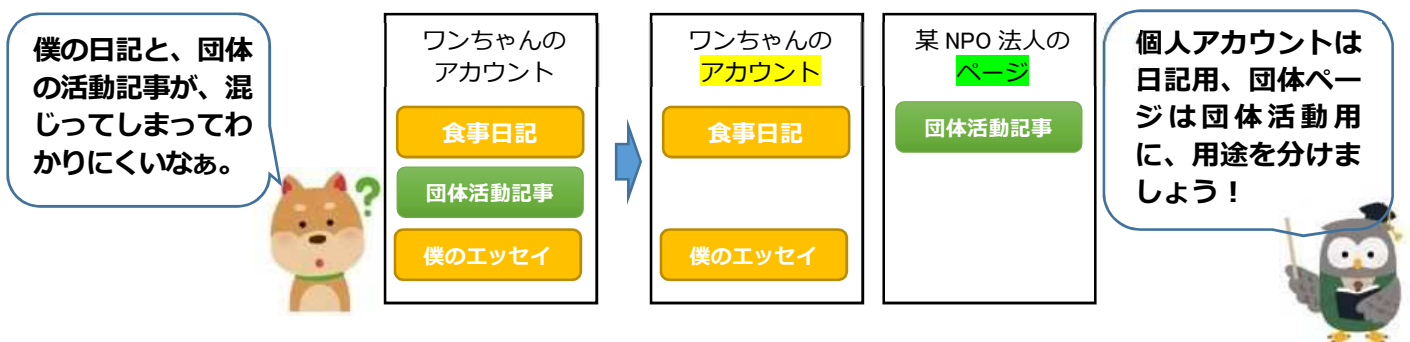 僕の日記と、団体
の活動記事が、混
じってしまってわ
かりにくいなぁ。
ワンちゃんの
アカウント
食事日記
団体活動記事
僕のエッセイ
ワンちゃんの
アカウント
食事日記
僕のエッセイ
某 NPO 法人の
ページ
団体活動記事
個人アカウントは
日記用、団体ペー
ジは団体活動用
に、用途を分けま
しょう！
?